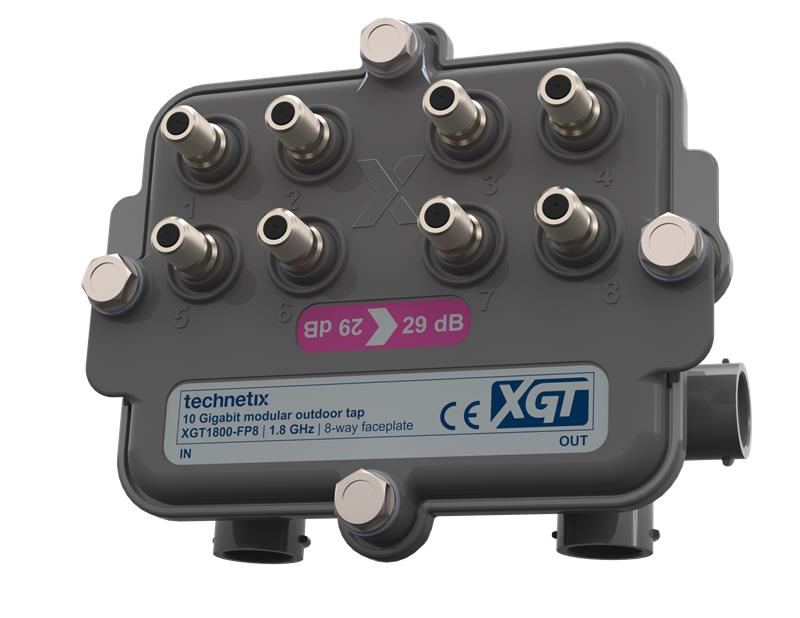 1 2 3 4
X
5 6 7 8
29 dB 29 dB
technetix
10 Gigabit modular outdoor tap
XGT1800-FP8 | 1.8 GHz | 8-way faceplate
CE XGT
IN OUT